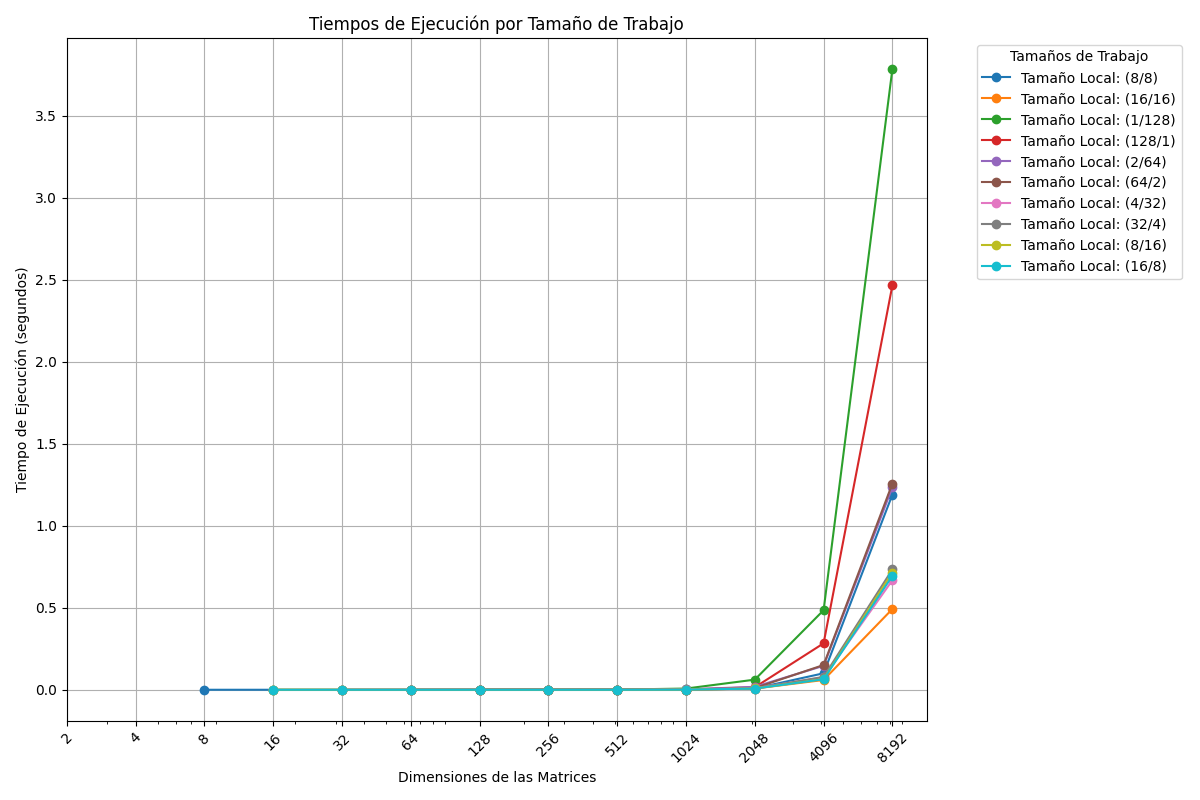 Tiempos de Ejecución por Tamaño de Trabajo
Tiempo de Ejecución (segundos)
3.5
3.0
2.5
2.0
1.5
1.0
0.5
0.0
2
4
8
16
32
64
128
256
512
1024
2048
4096
8192
Dimensiones de las Matrices
Tamaños de Trabajo
Tamaño Local: (8/8)
Tamaño Local: (16/16)
Tamaño Local: (1/128)
Tamaño Local: (128/1)
Tamaño Local: (2/64)
Tamaño Local: (64/2)
Tamaño Local: (4/32)
Tamaño Local: (32/4)
Tamaño Local: (8/16)
Tamaño Local: (16/8)